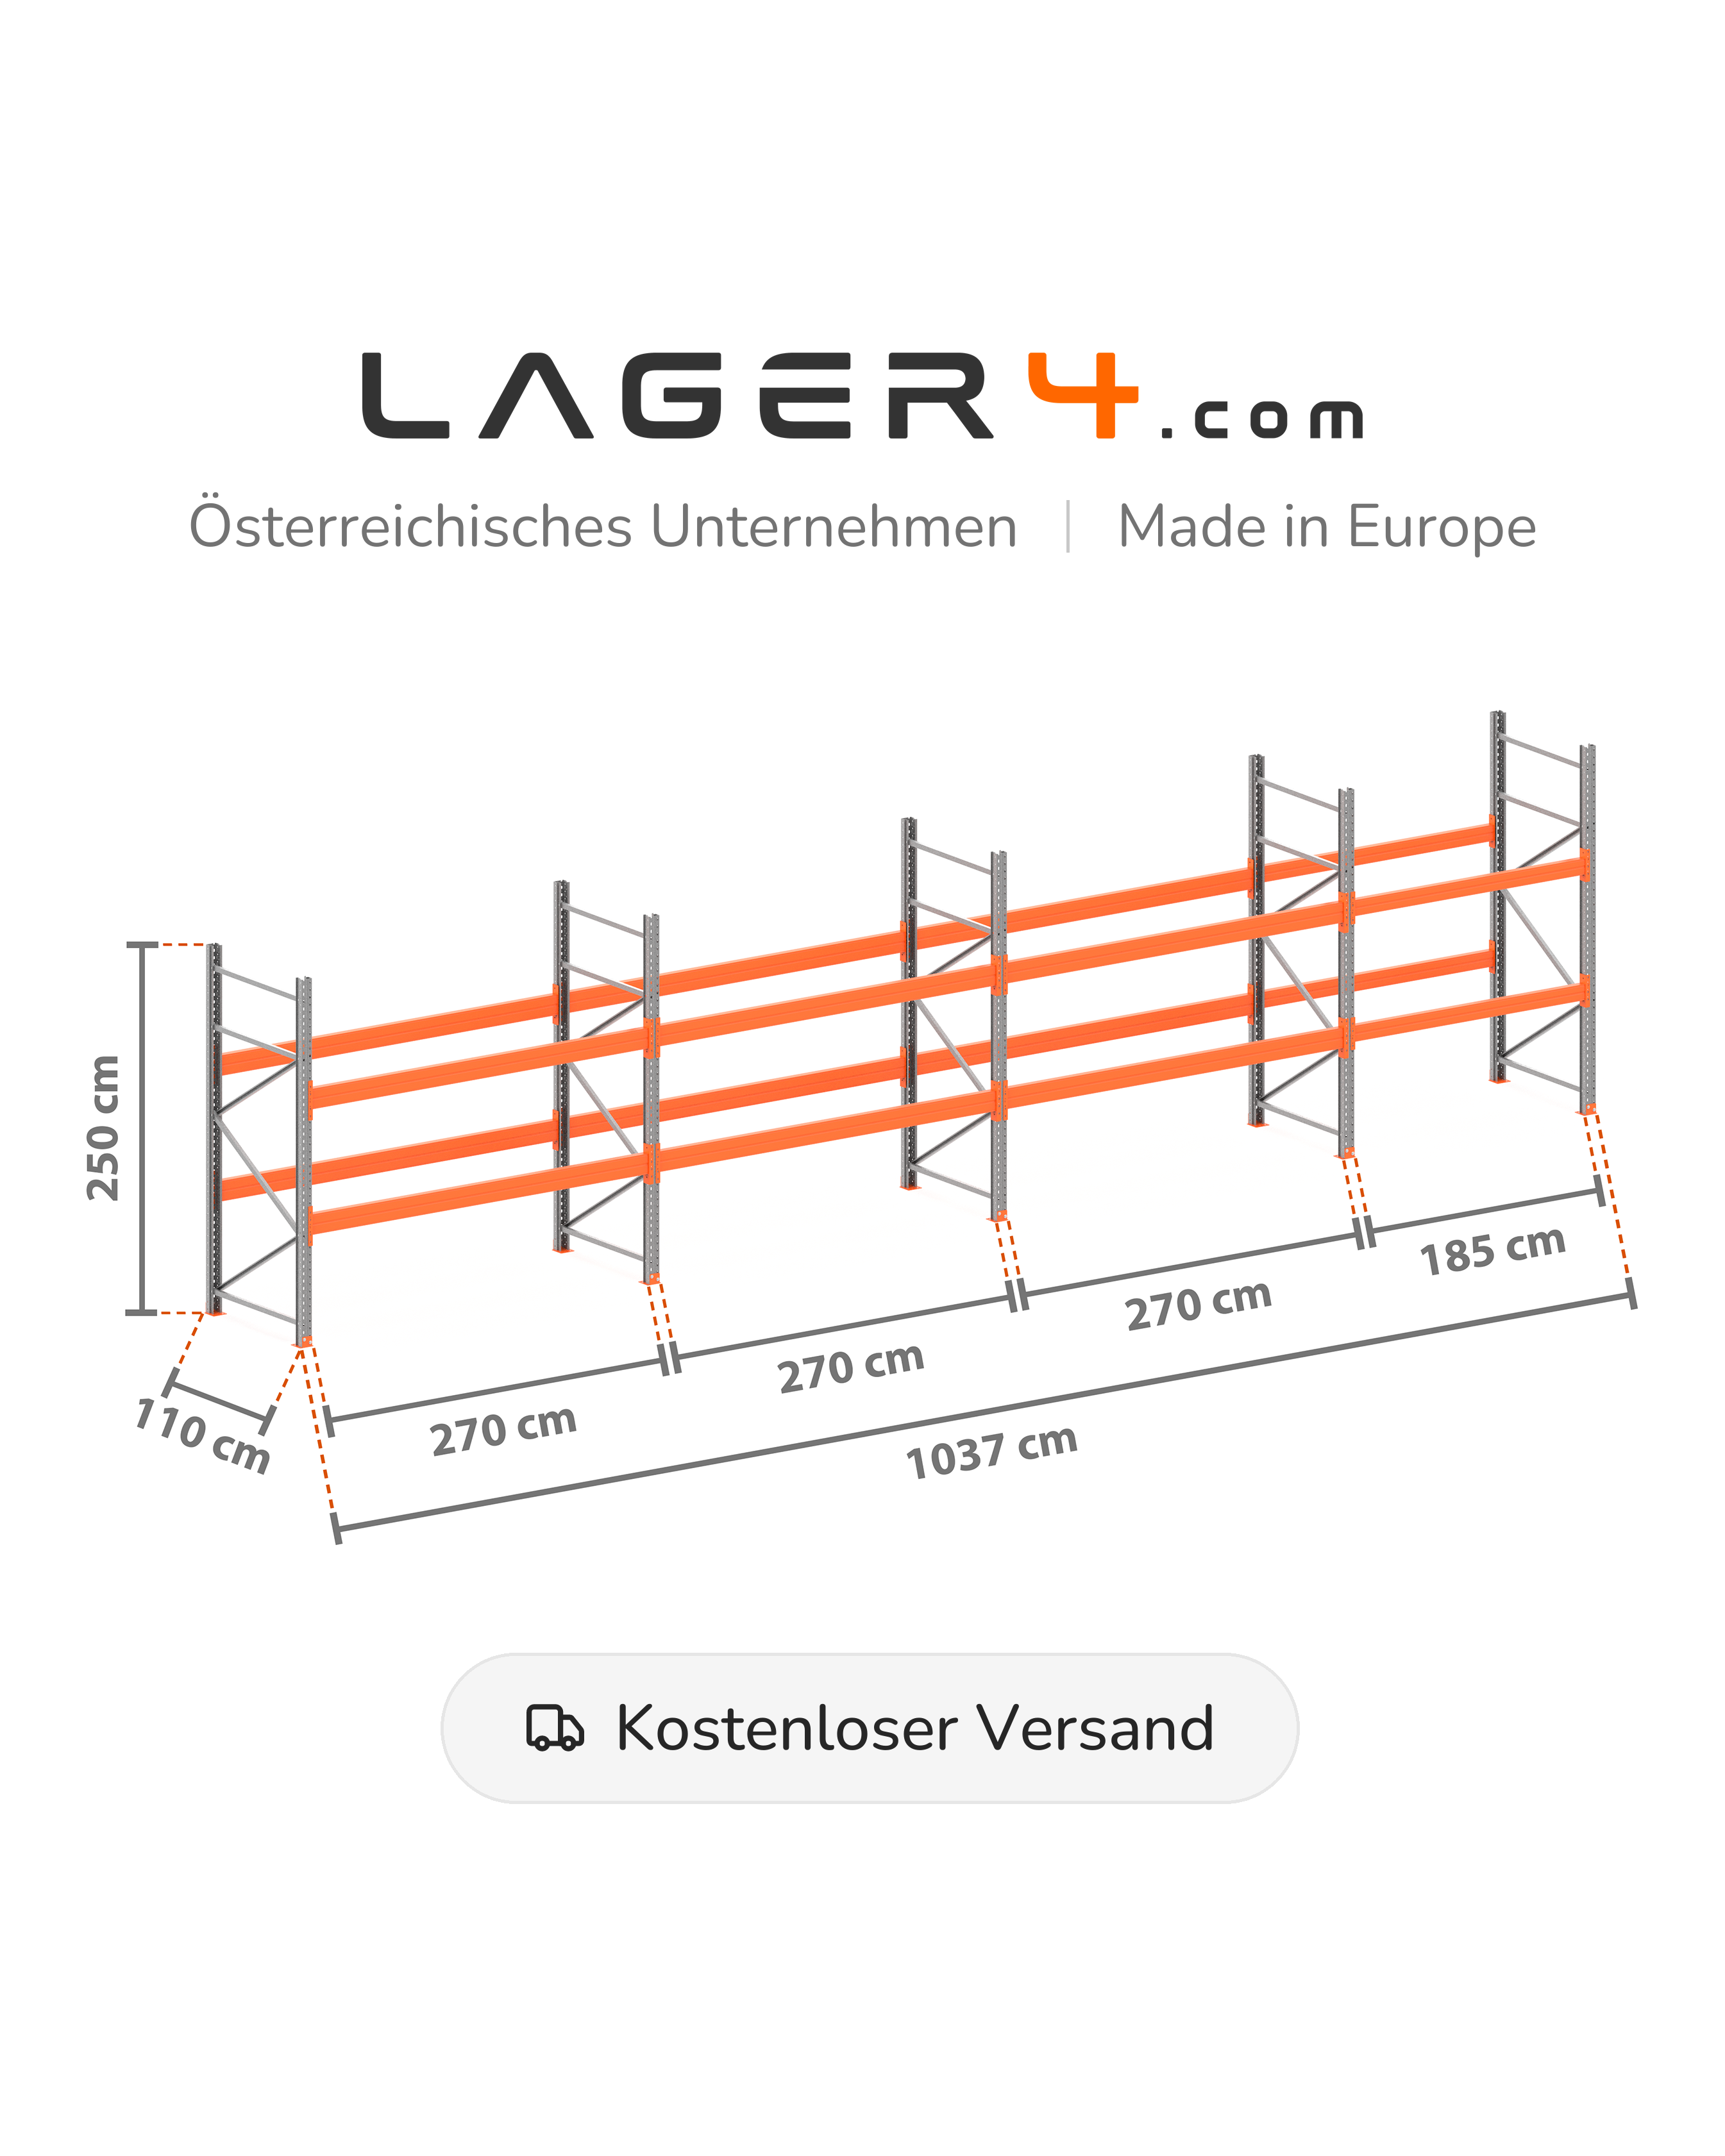 LAGER4.com
Österreichisches Unternehmen | Made in Europe
250 cm
110 cm
270 cm
270 cm
270 cm
185 cm
1037 cm
Kostenloser Versand